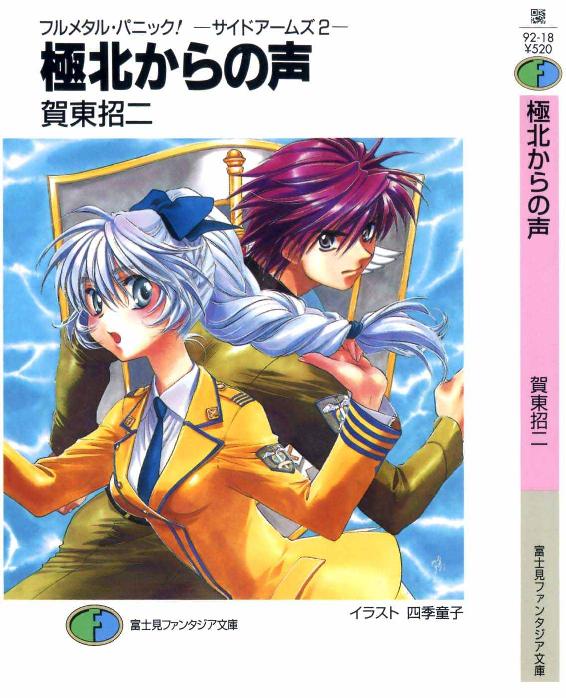 フルメタル・パニック! ―サイドアームズ2―
極北からの声
賀東招二
イラスト 四季童子
富士見ファンタジア文庫
92-18
¥520
極北からの声
賀東招二
富士見ファンタジア文庫